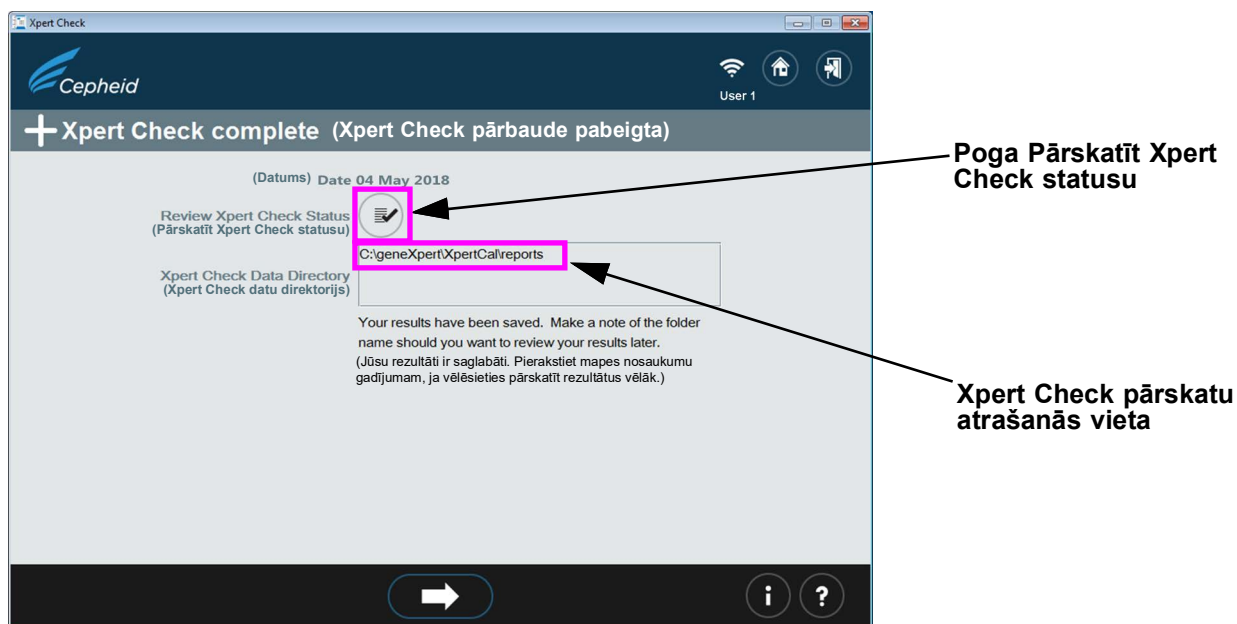 Xpert Check
Cepheid
User 1
Xpert Check complete (Xpert Check pārbaude pabeigta)
(Datums) Date 04 May 2018
Review Xpert Check Status
(Pārskatīt Xpert Check statusu)
C:\geneXpert\XpertCal\reports
Xpert Check Data Directory
(Xpert Check datu direktorijs)
Your results have been saved. Make a note of the folder
name should you want to review your results later.
(Jūsu rezultāti ir saglabāti. Pierakstiet mapes nosaukumu
gadījumam, ja vēlēsieties pārskatīt rezultātus vēlāk.)
i ?
Poga Pārskatīt Xpert
Check statusu
Xpert Check pārskatu
atrašanās vieta